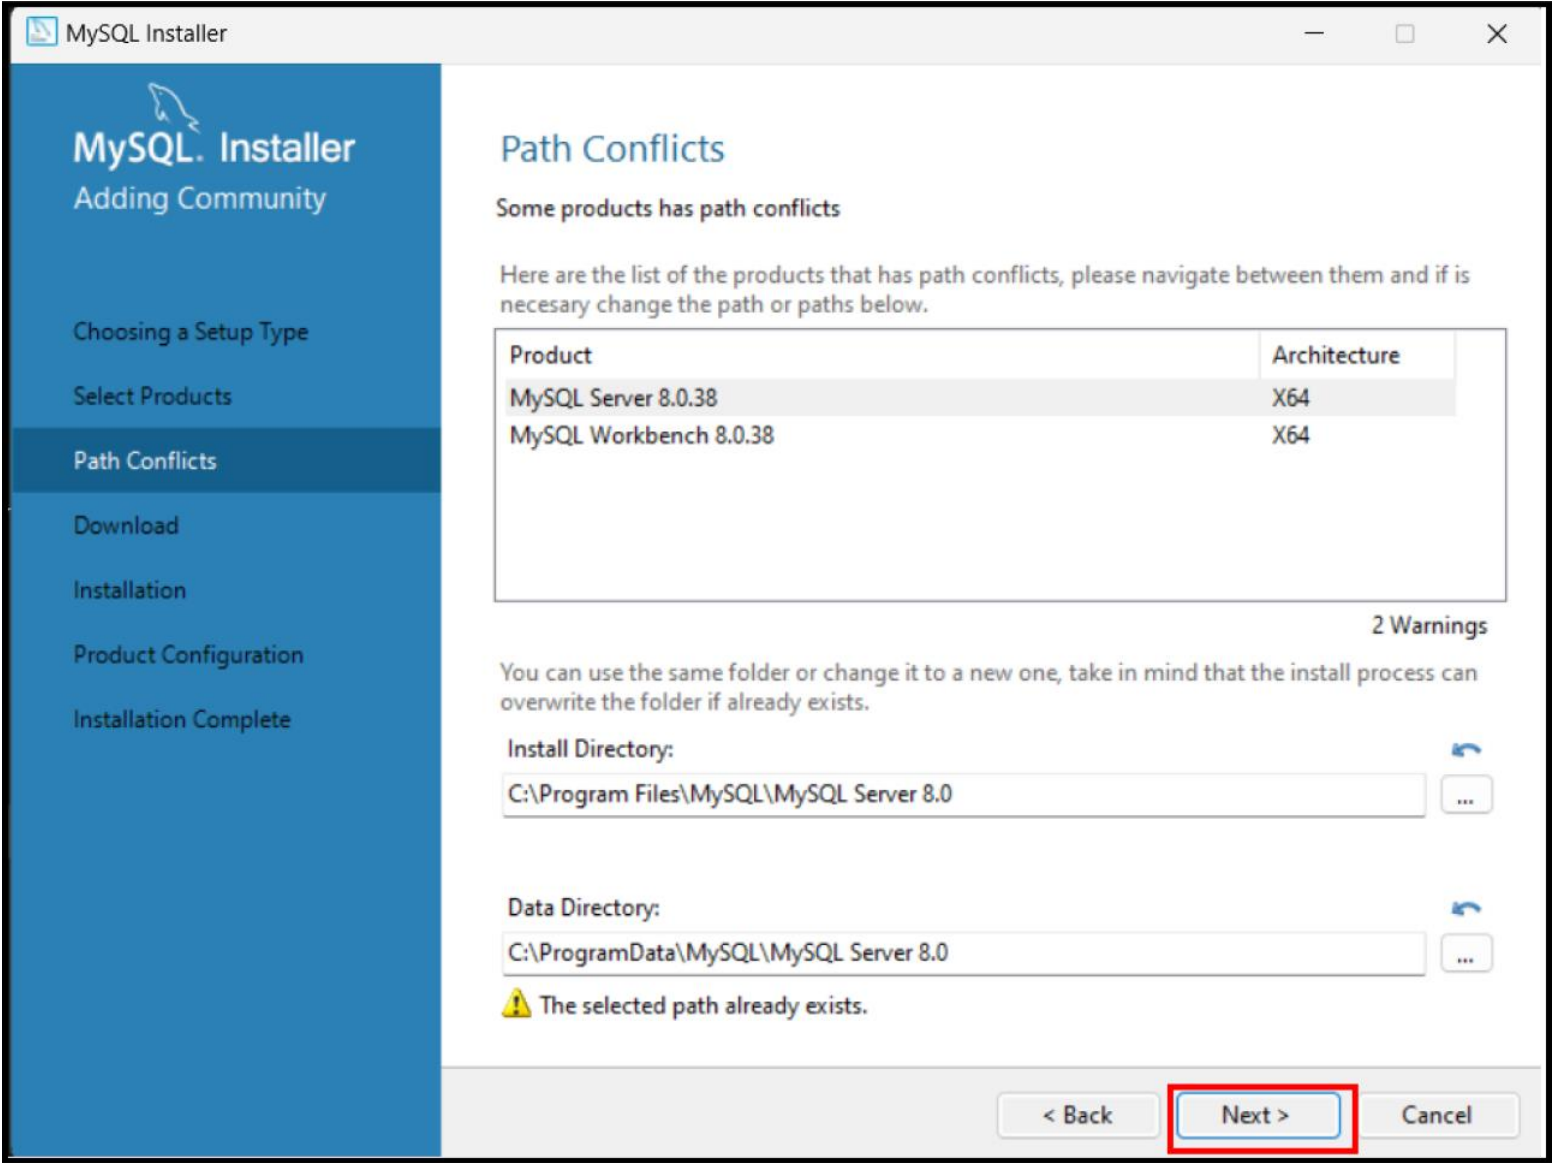 MySQL Installer
MySQL. Installer
Adding Community
Choosing a Setup Type
Select Products
Path Conflicts
Download
Installation
Product Configuration
Installation Complete
Path Conflicts
Some products has path conflicts
Here are the list of the products that has path conflicts, please navigate between them and if is
necesary change the path or paths below.
Product Architecture
MySQL Server 8.0.38 X64
MySQL Workbench 8.0.38 X64
2 Warnings
You can use the same folder or change it to a new one, take in mind that the install process can
overwrite the folder if already exists.
Install Directory:
C:\Program Files\MySQL\MySQL Server 8.0
...
Data Directory:
C:\ProgramData\MySQL\MySQL Server 8.0
...
The selected path already exists.
< Back Next > Cancel